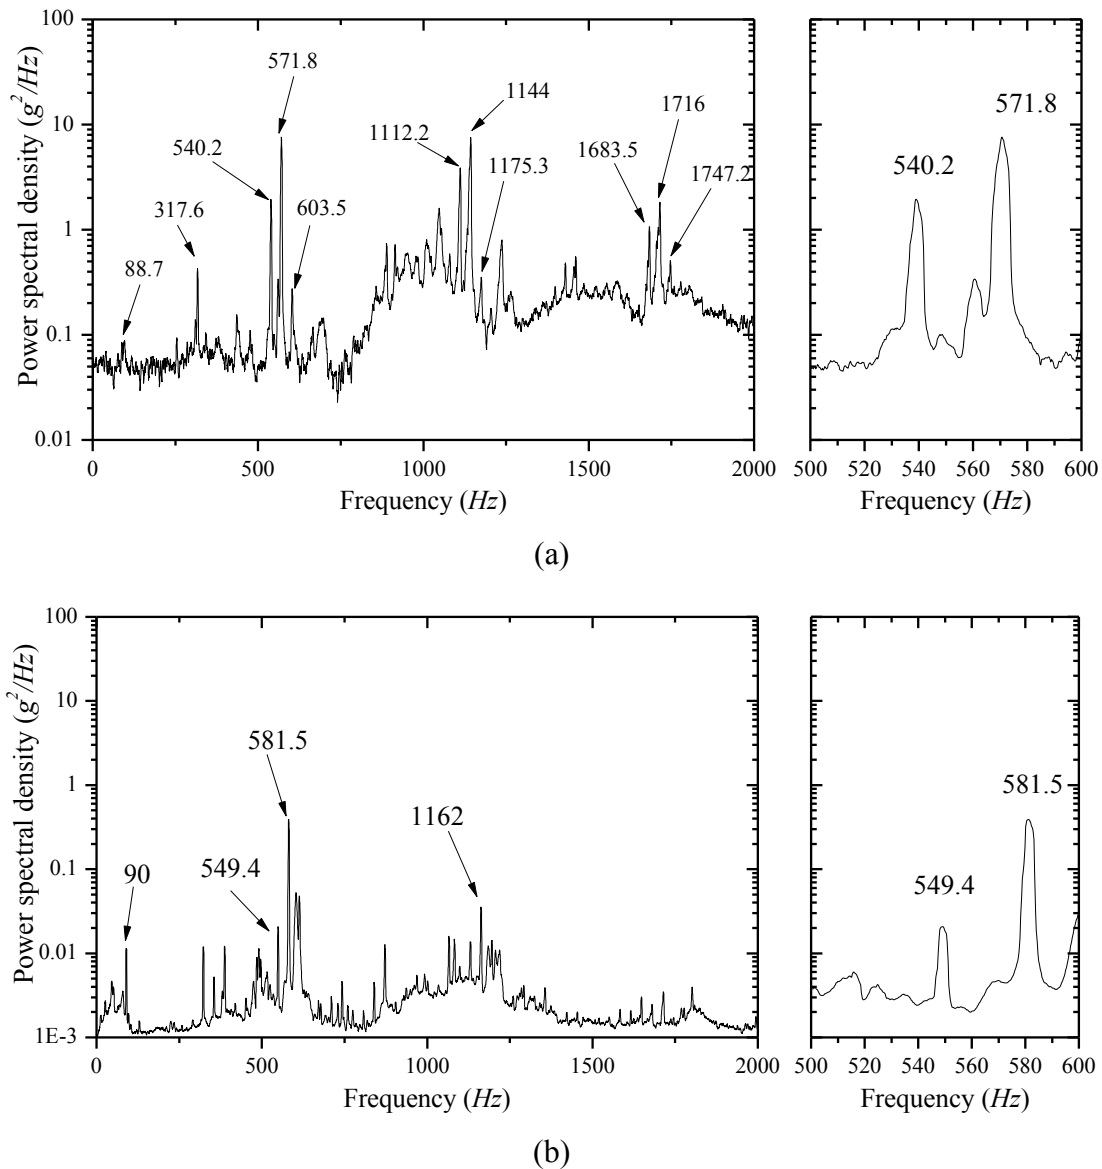 100
10
1
0.1
0.01
Power spectral density (g²/Hz)
88.7
317.6
540.2
571.8
603.5
1112.2
1144
1175.3
1683.5
1716
1747.2
0 500 1000 1500 2000
Frequency (Hz)
540.2
571.8
500 520 540 560 580 600
Frequency (Hz)
(a)
100
10
1
0.1
0.01
1E-3
Power spectral density (g²/Hz)
90
549.4
581.5
1162
0 500 1000 1500 2000
Frequency (Hz)
549.4
581.5
500 520 540 560 580 600
Frequency (Hz)
(b)